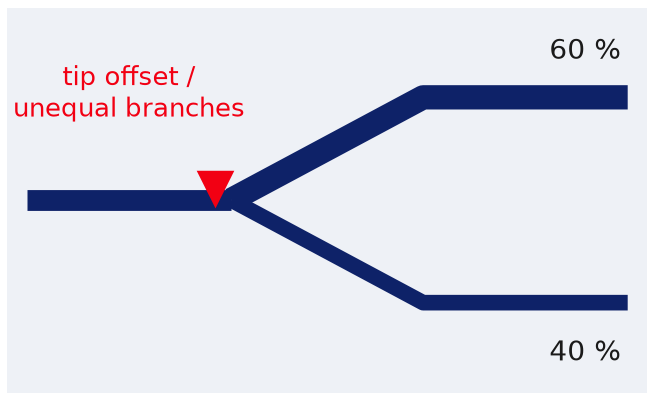 60 %
tip offset /
unequal branches
40 %